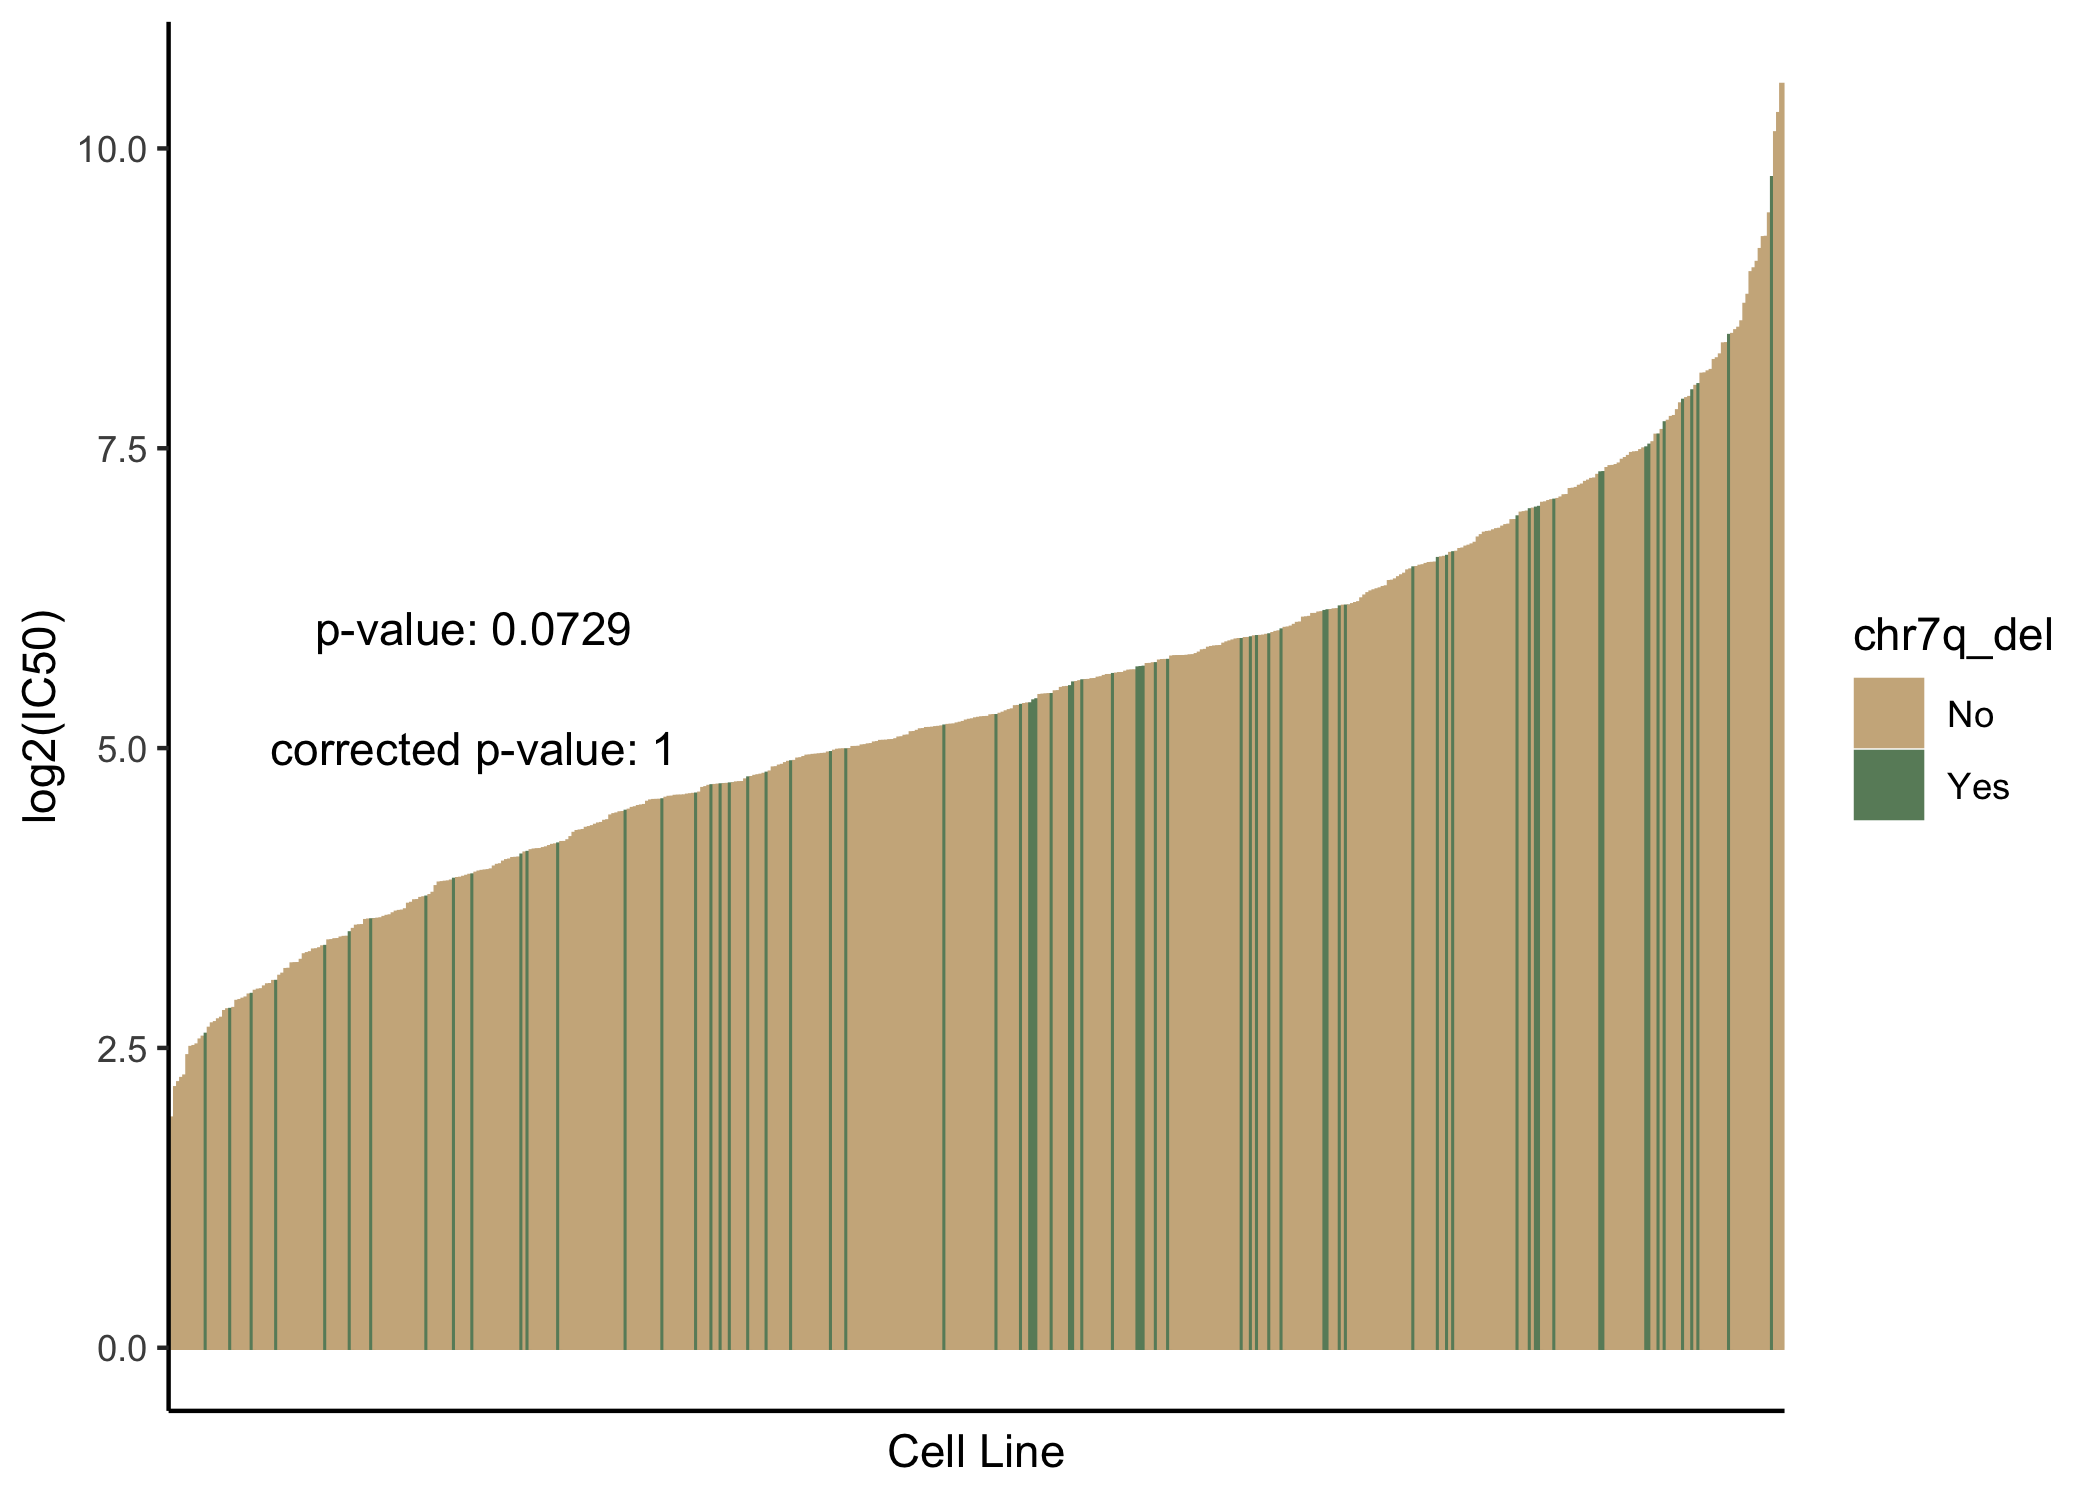 10.0
7.5
5.0
2.5
0.0
log2(IC50)
p-value: 0.0729
corrected p-value: 1
Cell Line
chr7q_del
No
Yes